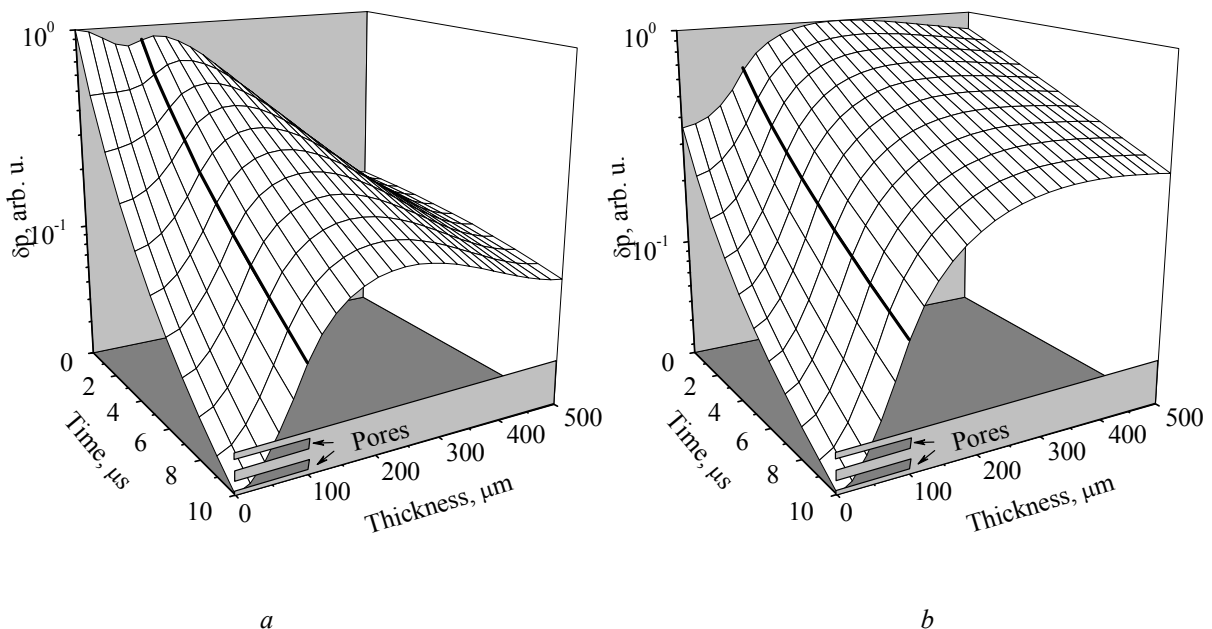 10⁰
10⁻¹
δp, arb. u.
0
2
4
6
8
10
Time, μs
Pores
0
100
200
300
400
500
Thickness, μm
a
10⁰
10⁻¹
δp, arb. u.
0
2
4
6
8
10
Time, μs
Pores
0
100
200
300
400
500
Thickness, μm
b